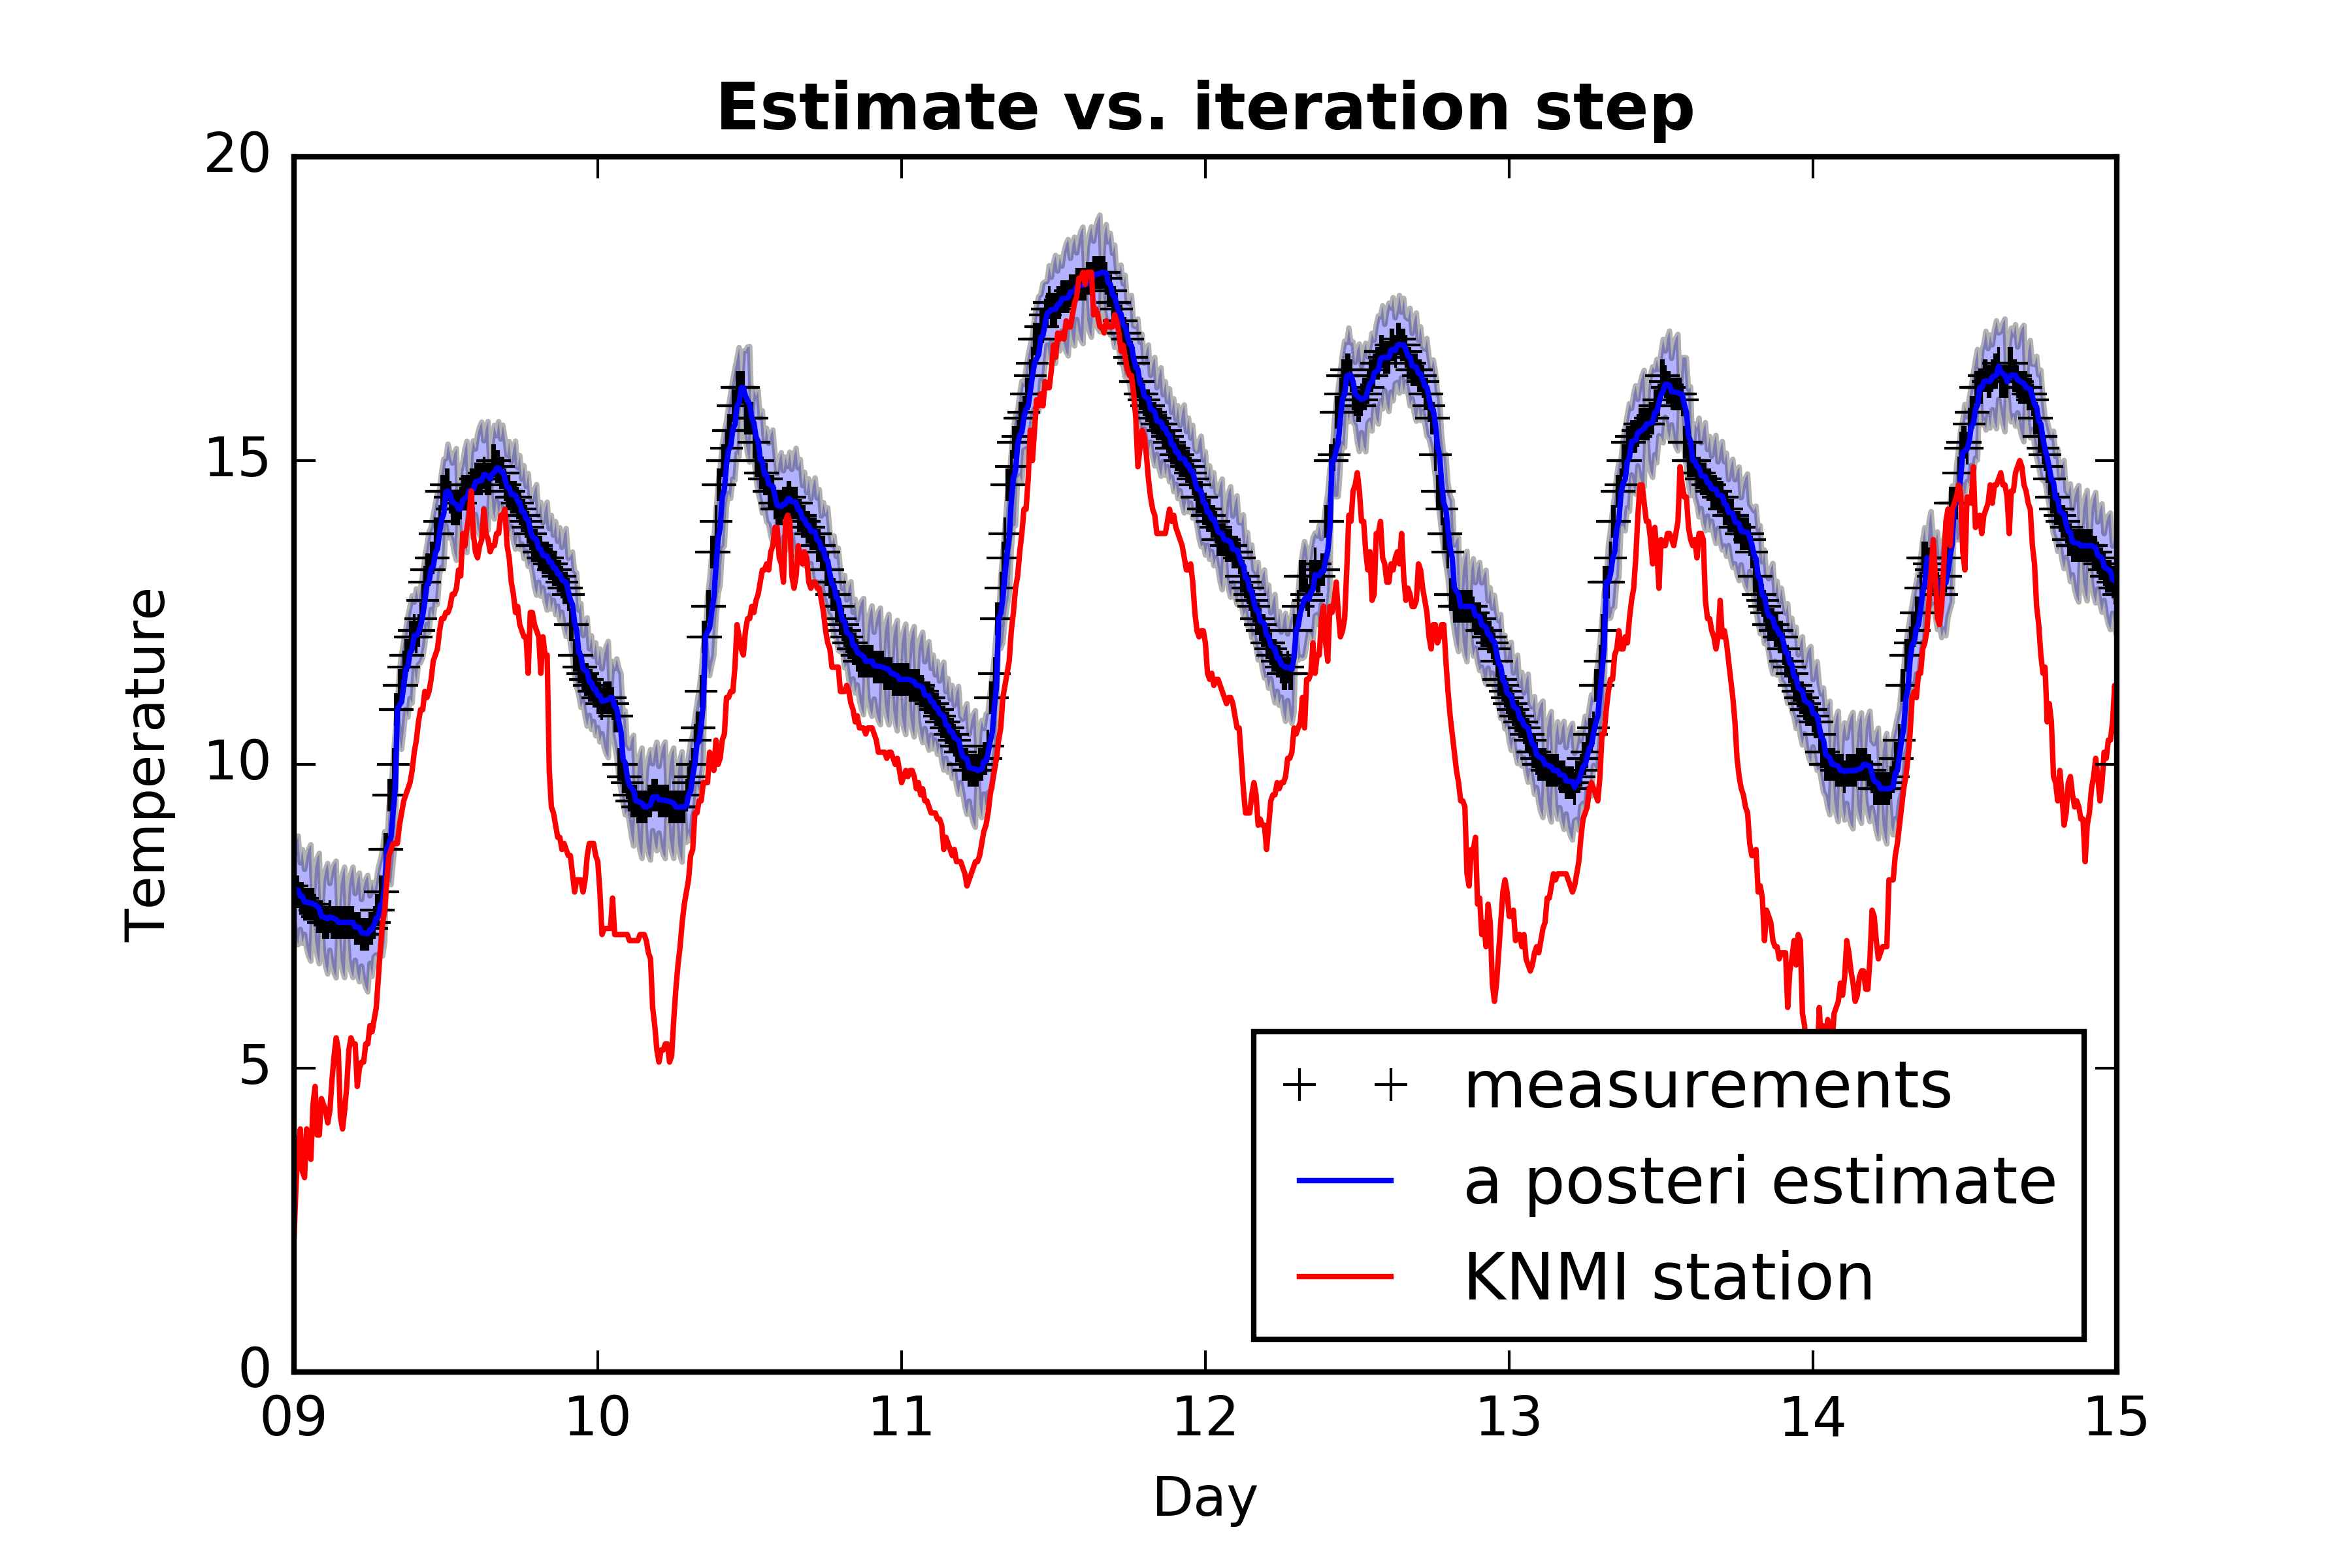 Estimate vs. iteration step
20
15
10
5
0
Temperature
09 10 11 12 13 14 15
Day
measurements
a posteri estimate
KNMI station